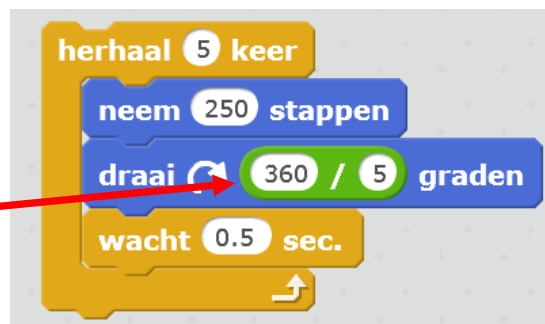 herhaal 5 keer
neem 250 stappen
draai 360 / 5 graden
wacht 0.5 sec.